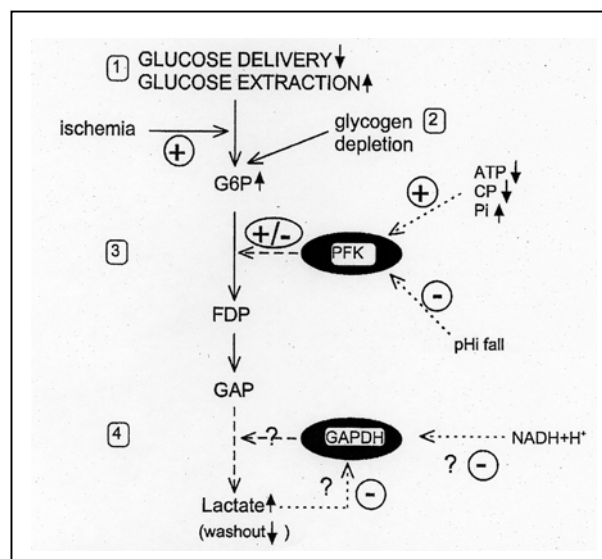 1 GLUCOSE DELIVERY↓
GLUCOSE EXTRACTION↑
ischemia
+
glycogen 2
depletion
G6P↑
ATP↓
CP↓
Pi↑
+
3
+/-
PFK
-
FDP
pHi fall
GAP
4
?
GAPDH
NADH+H⁺
? -
Lactate↑
? -
(washout↓)